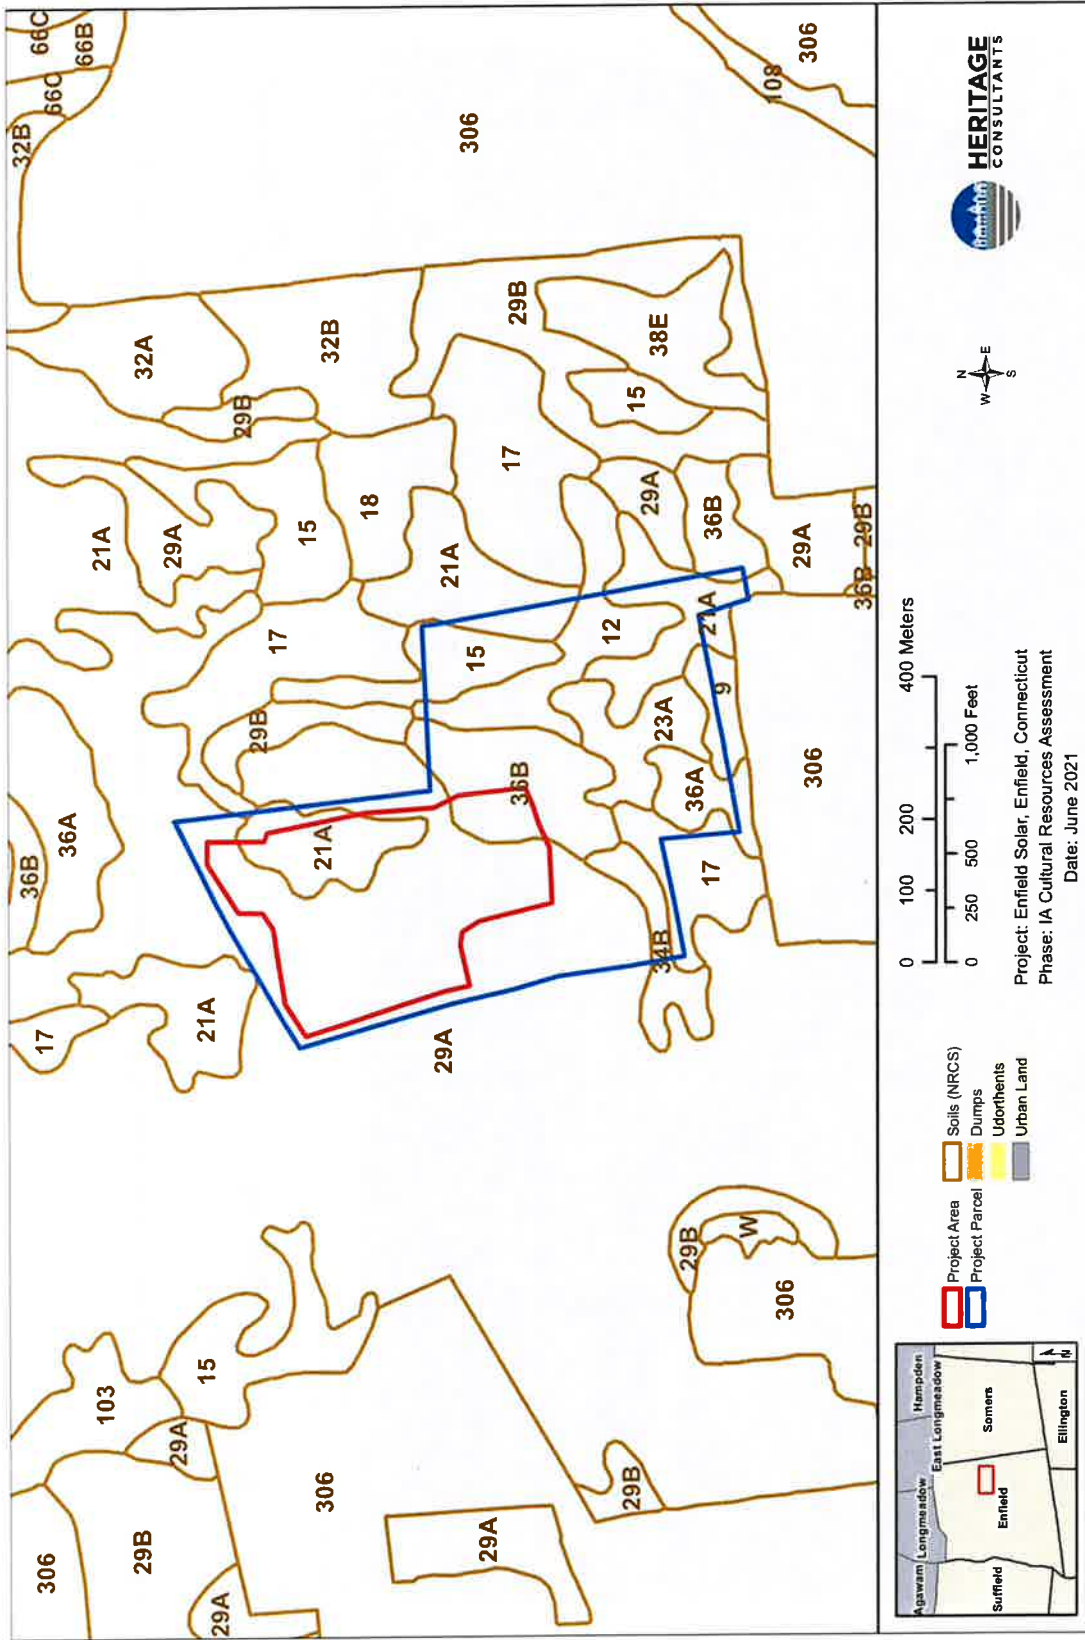 32B
66C
36B
17
306
66C
36A
66B
21A
103
29B
32A
29A
29A
21A
15
29A
29B
29B
17
15
306
21A
32B
18
29A
21A
306
15
29A
17
29B
36B
12
29B
15
29A
38E
34B
23A
29B
36A
21A
17
36B
9
W
108
306
29A
306
306
36B
29B
Agawam
Longmeadow
East Longmeadow
Hampden
Suffield
Enfield
Somers
Ellington
N
Project Area
Project Parcel
Soils (NRCS)
Dumps
Udorthents
Urban Land
0 100 200 400 Meters
0 250 500 1,000 Feet
Project: Enfield Solar, Enfield, Connecticut
Phase: IA Cultural Resources Assessment
Date: June 2021
N
W E
S
HERITAGE
CONSULTANTS